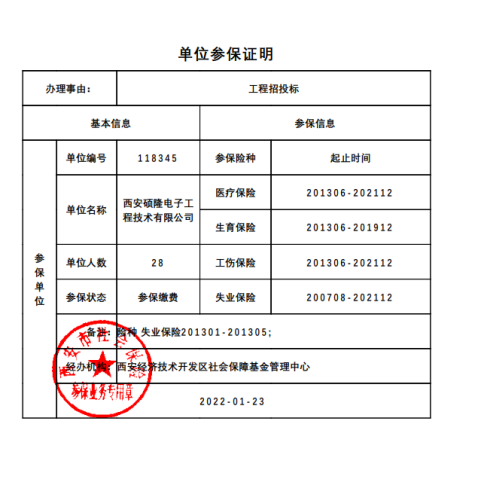 单位参保证明
办理事由: 工程招投标
基本信息 参保信息
参保单位
单位编号 118345 参保险种 起止时间
单位名称 西安硕隆电子工
程技术有限公司
医疗保险 201306-202112
生育保险 201306-201912
单位人数 28 工伤保险 201306-202112
参保状态 参保缴费 失业保险 200708-202112
备注: 险种 失业保险201301-201305;
经办机构: 西安经济技术开发区社会保障基金管理中心
2022-01-23
西安市社会保险
参保业务专用章